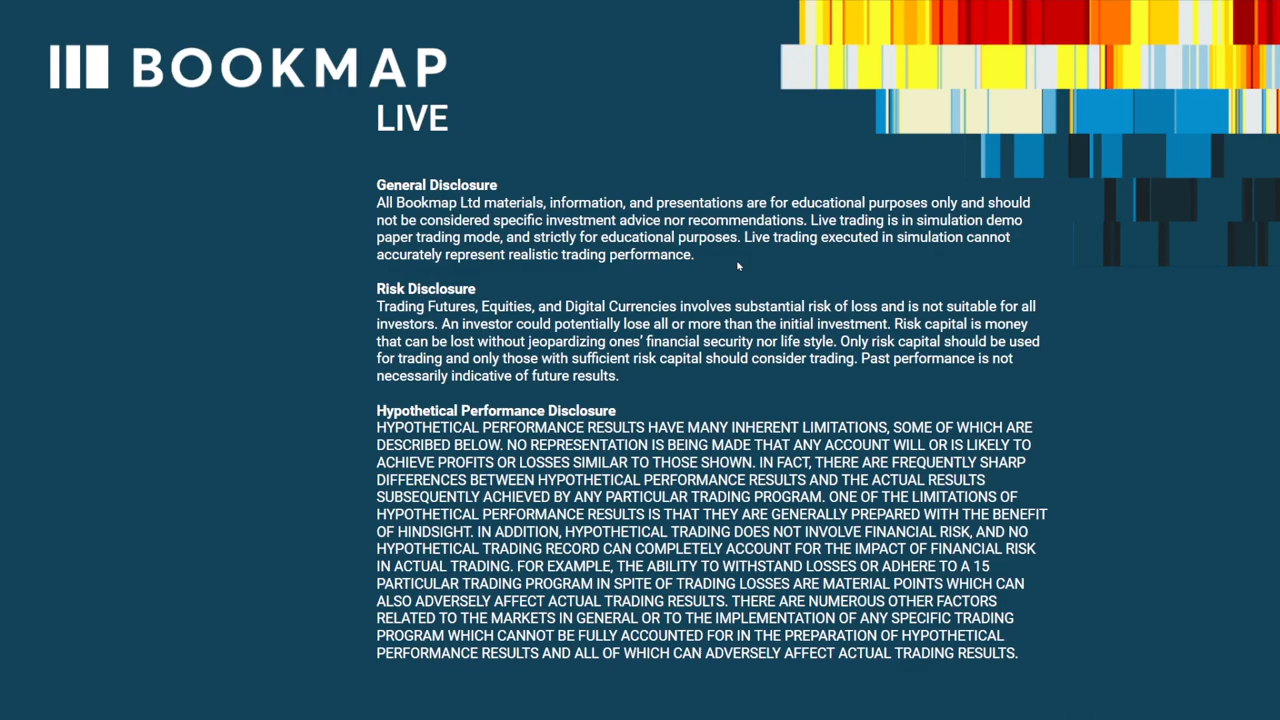 BOOKMAP
LIVE
General Disclosure
All Bookmap Ltd materials, information, and presentations are for educational purposes only and should
not be considered specific investment advice nor recommendations. Live trading is in simulation demo
paper trading mode, and strictly for educational purposes. Live trading executed in simulation cannot
accurately represent realistic trading performance.
Risk Disclosure
Trading Futures, Equities, and Digital Currencies involves substantial risk of loss and is not suitable for all
investors. An investor could potentially lose all or more than the initial investment. Risk capital is money
that can be lost without jeopardizing ones’ financial security nor life style. Only risk capital should be used
for trading and only those with sufficient risk capital should consider trading. Past performance is not
necessarily indicative of future results.
Hypothetical Performance Disclosure
HYPOTHETICAL PERFORMANCE RESULTS HAVE MANY INHERENT LIMITATIONS, SOME OF WHICH ARE
DESCRIBED BELOW. NO REPRESENTATION IS BEING MADE THAT ANY ACCOUNT WILL OR IS LIKELY TO
ACHIEVE PROFITS OR LOSSES SIMILAR TO THOSE SHOWN. IN FACT, THERE ARE FREQUENTLY SHARP
DIFFERENCES BETWEEN HYPOTHETICAL PERFORMANCE RESULTS AND THE ACTUAL RESULTS
SUBSEQUENTLY ACHIEVED BY ANY PARTICULAR TRADING PROGRAM. ONE OF THE LIMITATIONS OF
HYPOTHETICAL PERFORMANCE RESULTS IS THAT THEY ARE GENERALLY PREPARED WITH THE BENEFIT
OF HINDSIGHT. IN ADDITION, HYPOTHETICAL TRADING DOES NOT INVOLVE FINANCIAL RISK, AND NO
HYPOTHETICAL TRADING RECORD CAN COMPLETELY ACCOUNT FOR THE IMPACT OF FINANCIAL RISK
IN ACTUAL TRADING. FOR EXAMPLE, THE ABILITY TO WITHSTAND LOSSES OR ADHERE TO A 15
PARTICULAR TRADING PROGRAM IN SPITE OF TRADING LOSSES ARE MATERIAL POINTS WHICH CAN
ALSO ADVERSELY AFFECT ACTUAL TRADING RESULTS. THERE ARE NUMEROUS OTHER FACTORS
RELATED TO THE MARKETS IN GENERAL OR TO THE IMPLEMENTATION OF ANY SPECIFIC TRADING
PROGRAM WHICH CANNOT BE FULLY ACCOUNTED FOR IN THE PREPARATION OF HYPOTHETICAL
PERFORMANCE RESULTS AND ALL OF WHICH CAN ADVERSELY AFFECT ACTUAL TRADING RESULTS.